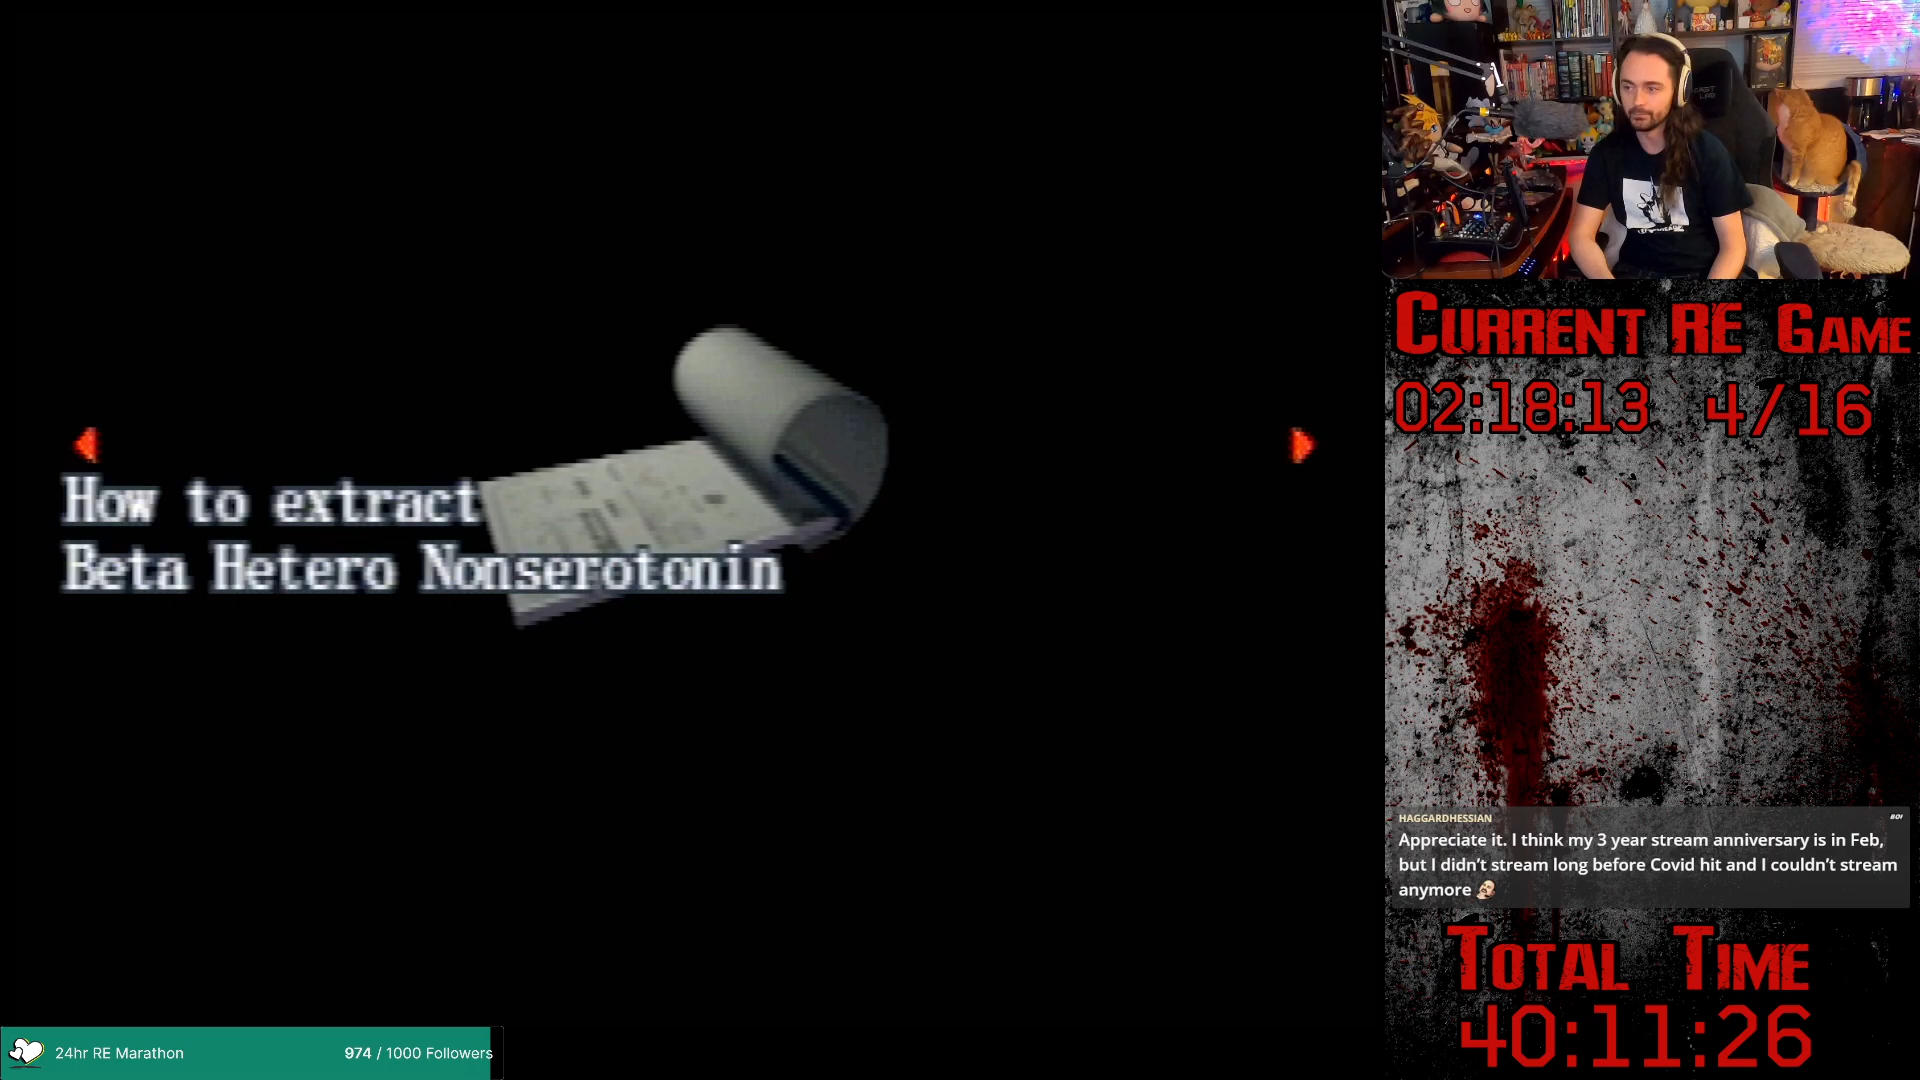 How to extract
Beta Hetero Nonserotonin
CURRENT RE GAME
02:18:13 4/16
HAGGARDHESSIAN
Appreciate it. I think my 3 year stream anniversary is in Feb,
but I didn't stream long before Covid hit and I couldn't stream
anymore
TOTAL TIME
40:11:26
24hr RE Marathon 974 / 1000 Followers